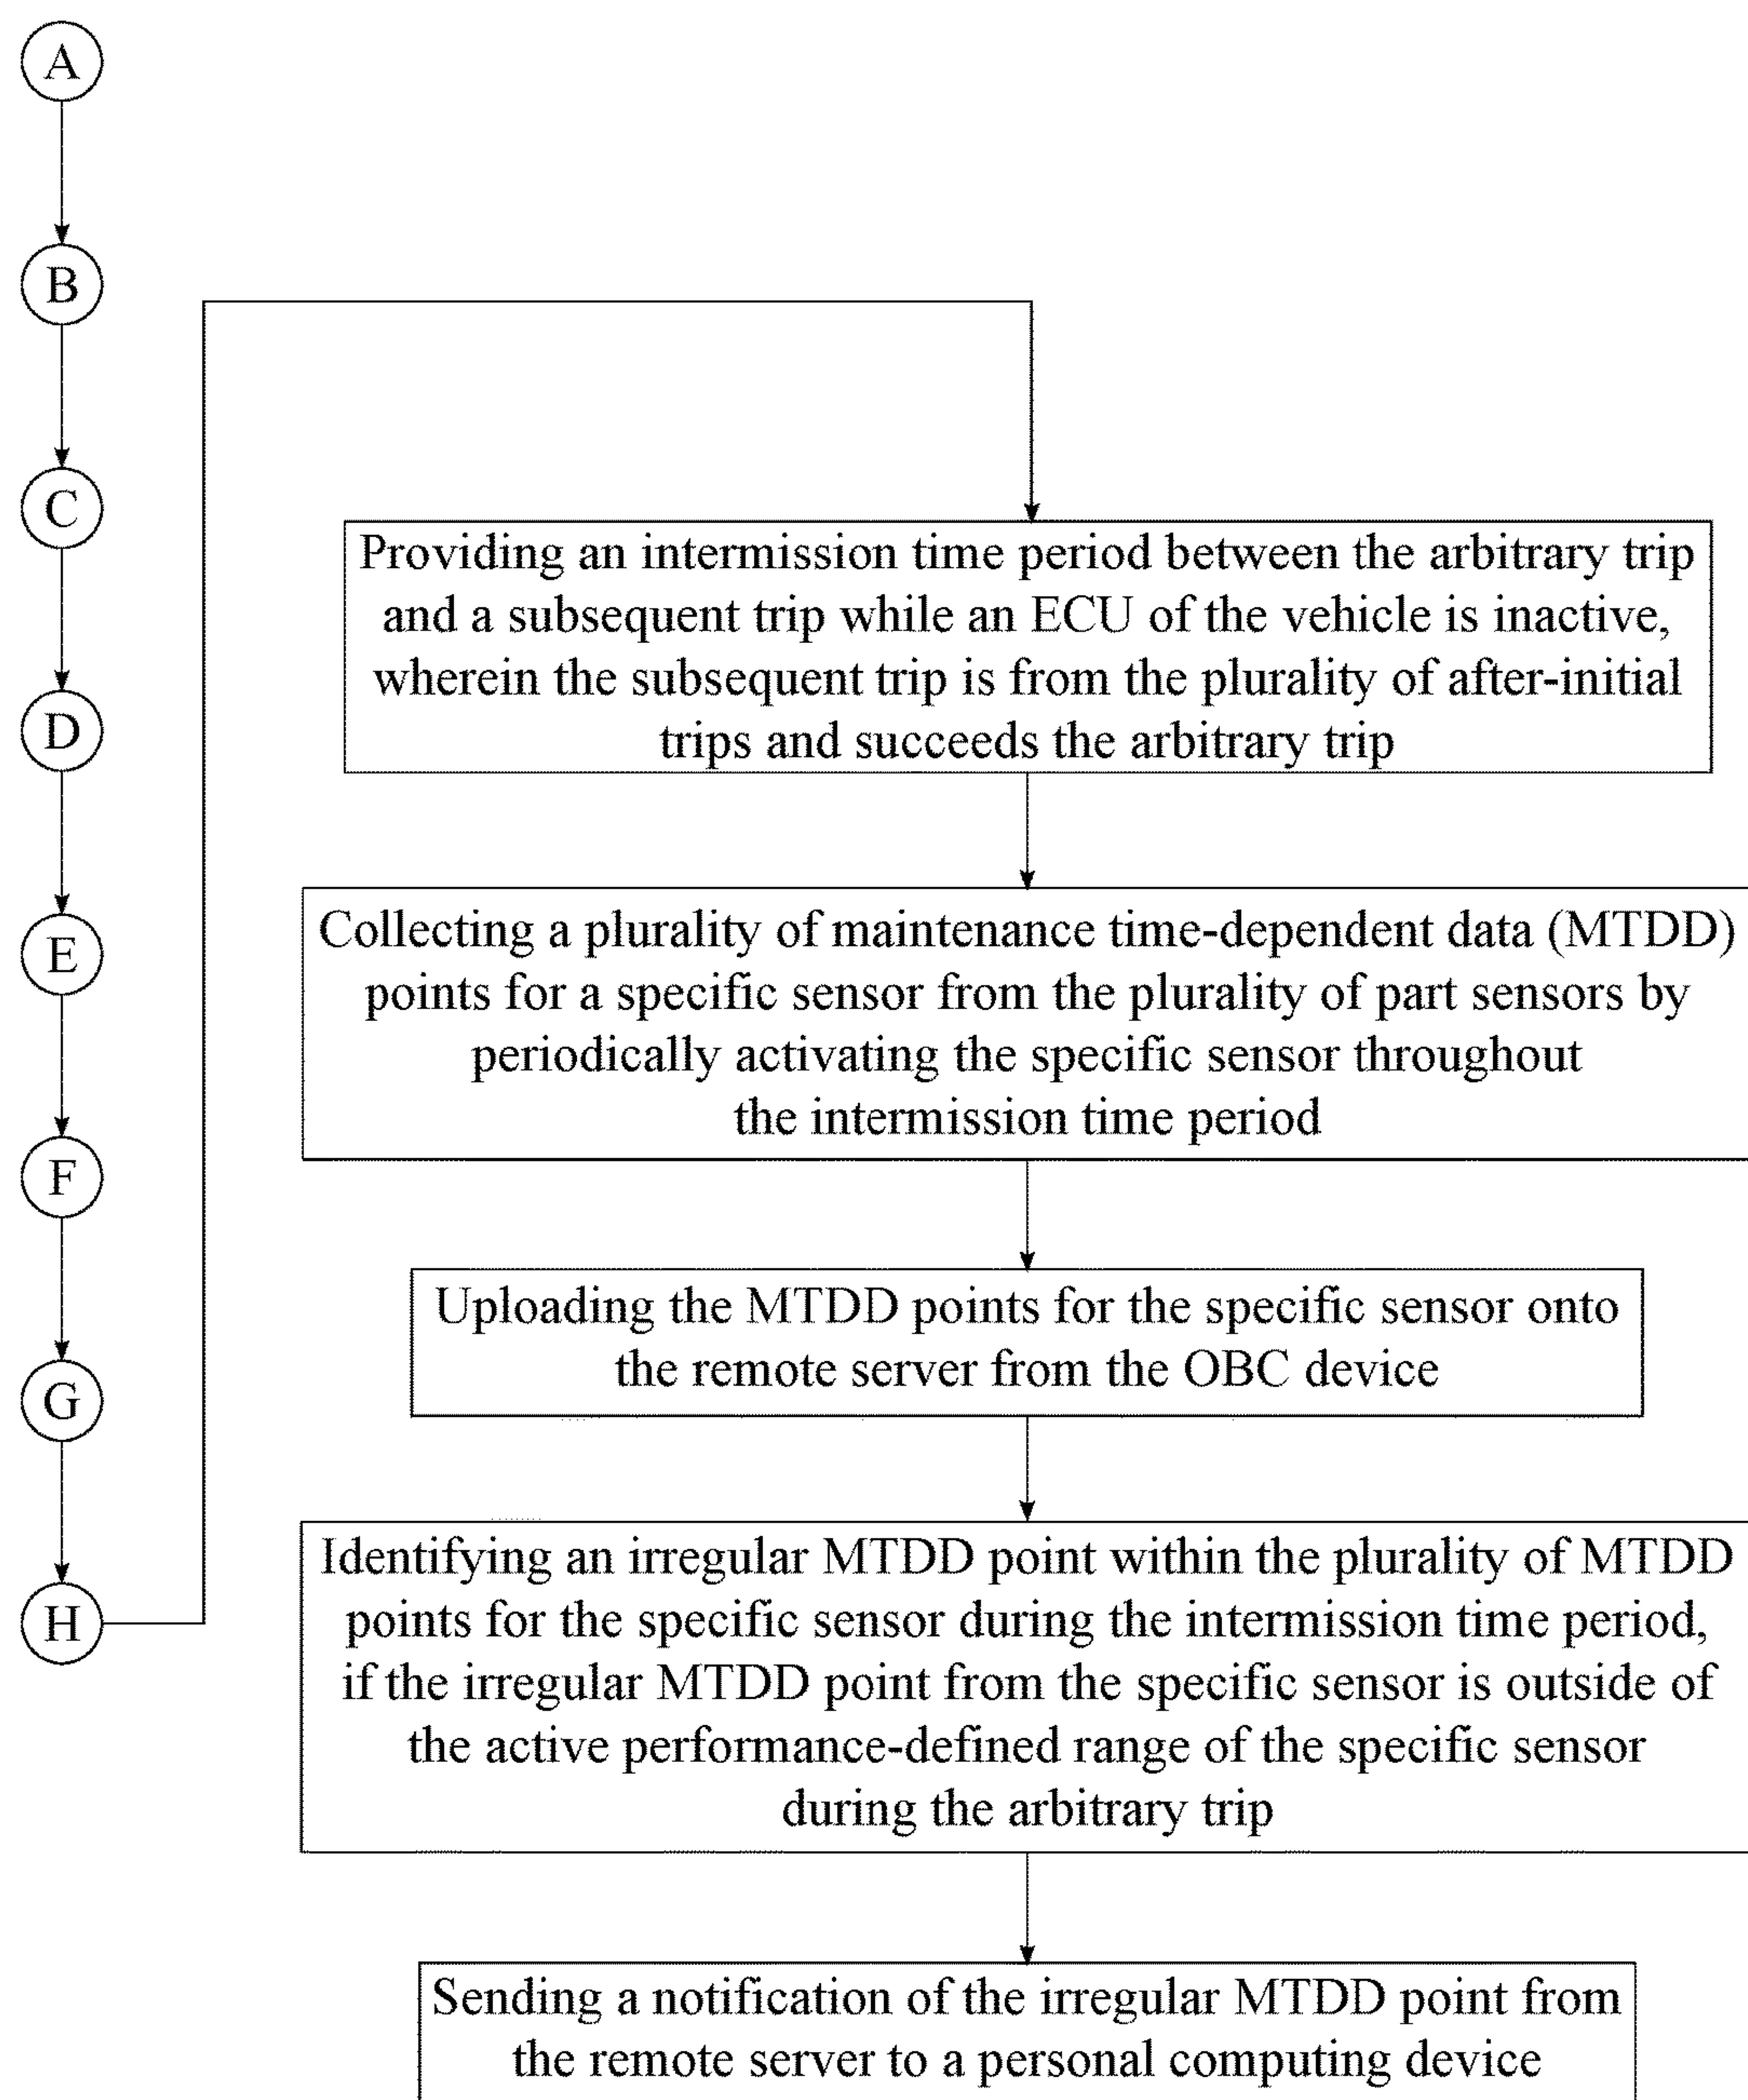 A
B
C
D
E
F
G
H
Providing an intermission time period between the arbitrary trip
and a subsequent trip while an ECU of the vehicle is inactive,
wherein the subsequent trip is from the plurality of after-initial
trips and succeeds the arbitrary trip
Collecting a plurality of maintenance time-dependent data (MTDD)
points for a specific sensor from the plurality of part sensors by
periodically activating the specific sensor throughout
the intermission time period
Uploading the MTDD points for the specific sensor onto
the remote server from the OBC device
Identifying an irregular MTDD point within the plurality of MTDD
points for the specific sensor during the intermission time period,
if the irregular MTDD point from the specific sensor is outside of
the active performance-defined range of the specific sensor
during the arbitrary trip
Sending a notification of the irregular MTDD point from
the remote server to a personal computing device